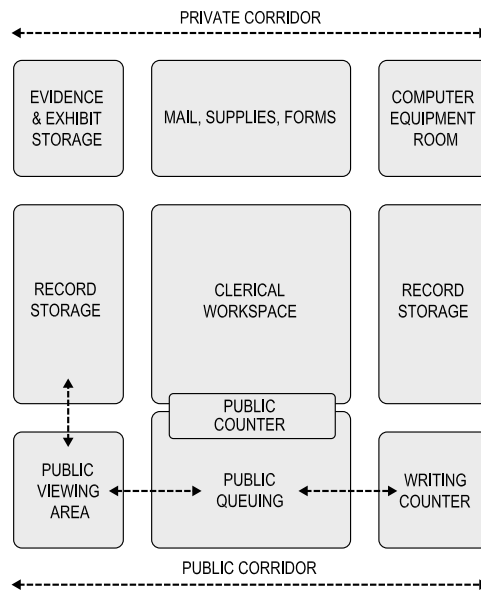 PRIVATE CORRIDOR
EVIDENCE
& EXHIBIT
STORAGE
MAIL, SUPPLIES, FORMS
COMPUTER
EQUIPMENT
ROOM
RECORD
STORAGE
CLERICAL
WORKSPACE
RECORD
STORAGE
PUBLIC
COUNTER
PUBLIC
VIEWING
AREA
PUBLIC
QUEUING
WRITING
COUNTER
PUBLIC CORRIDOR